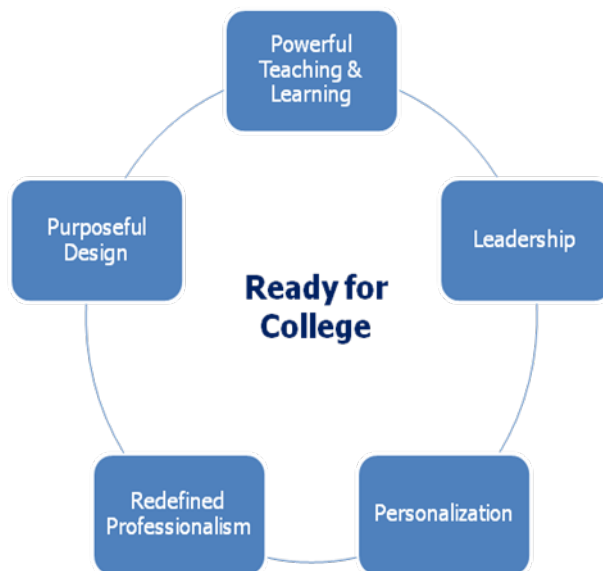 Powerful
Teaching &
Learning
Leadership
Personalization
Redefined
Professionalism
Purposeful
Design
Ready for
College